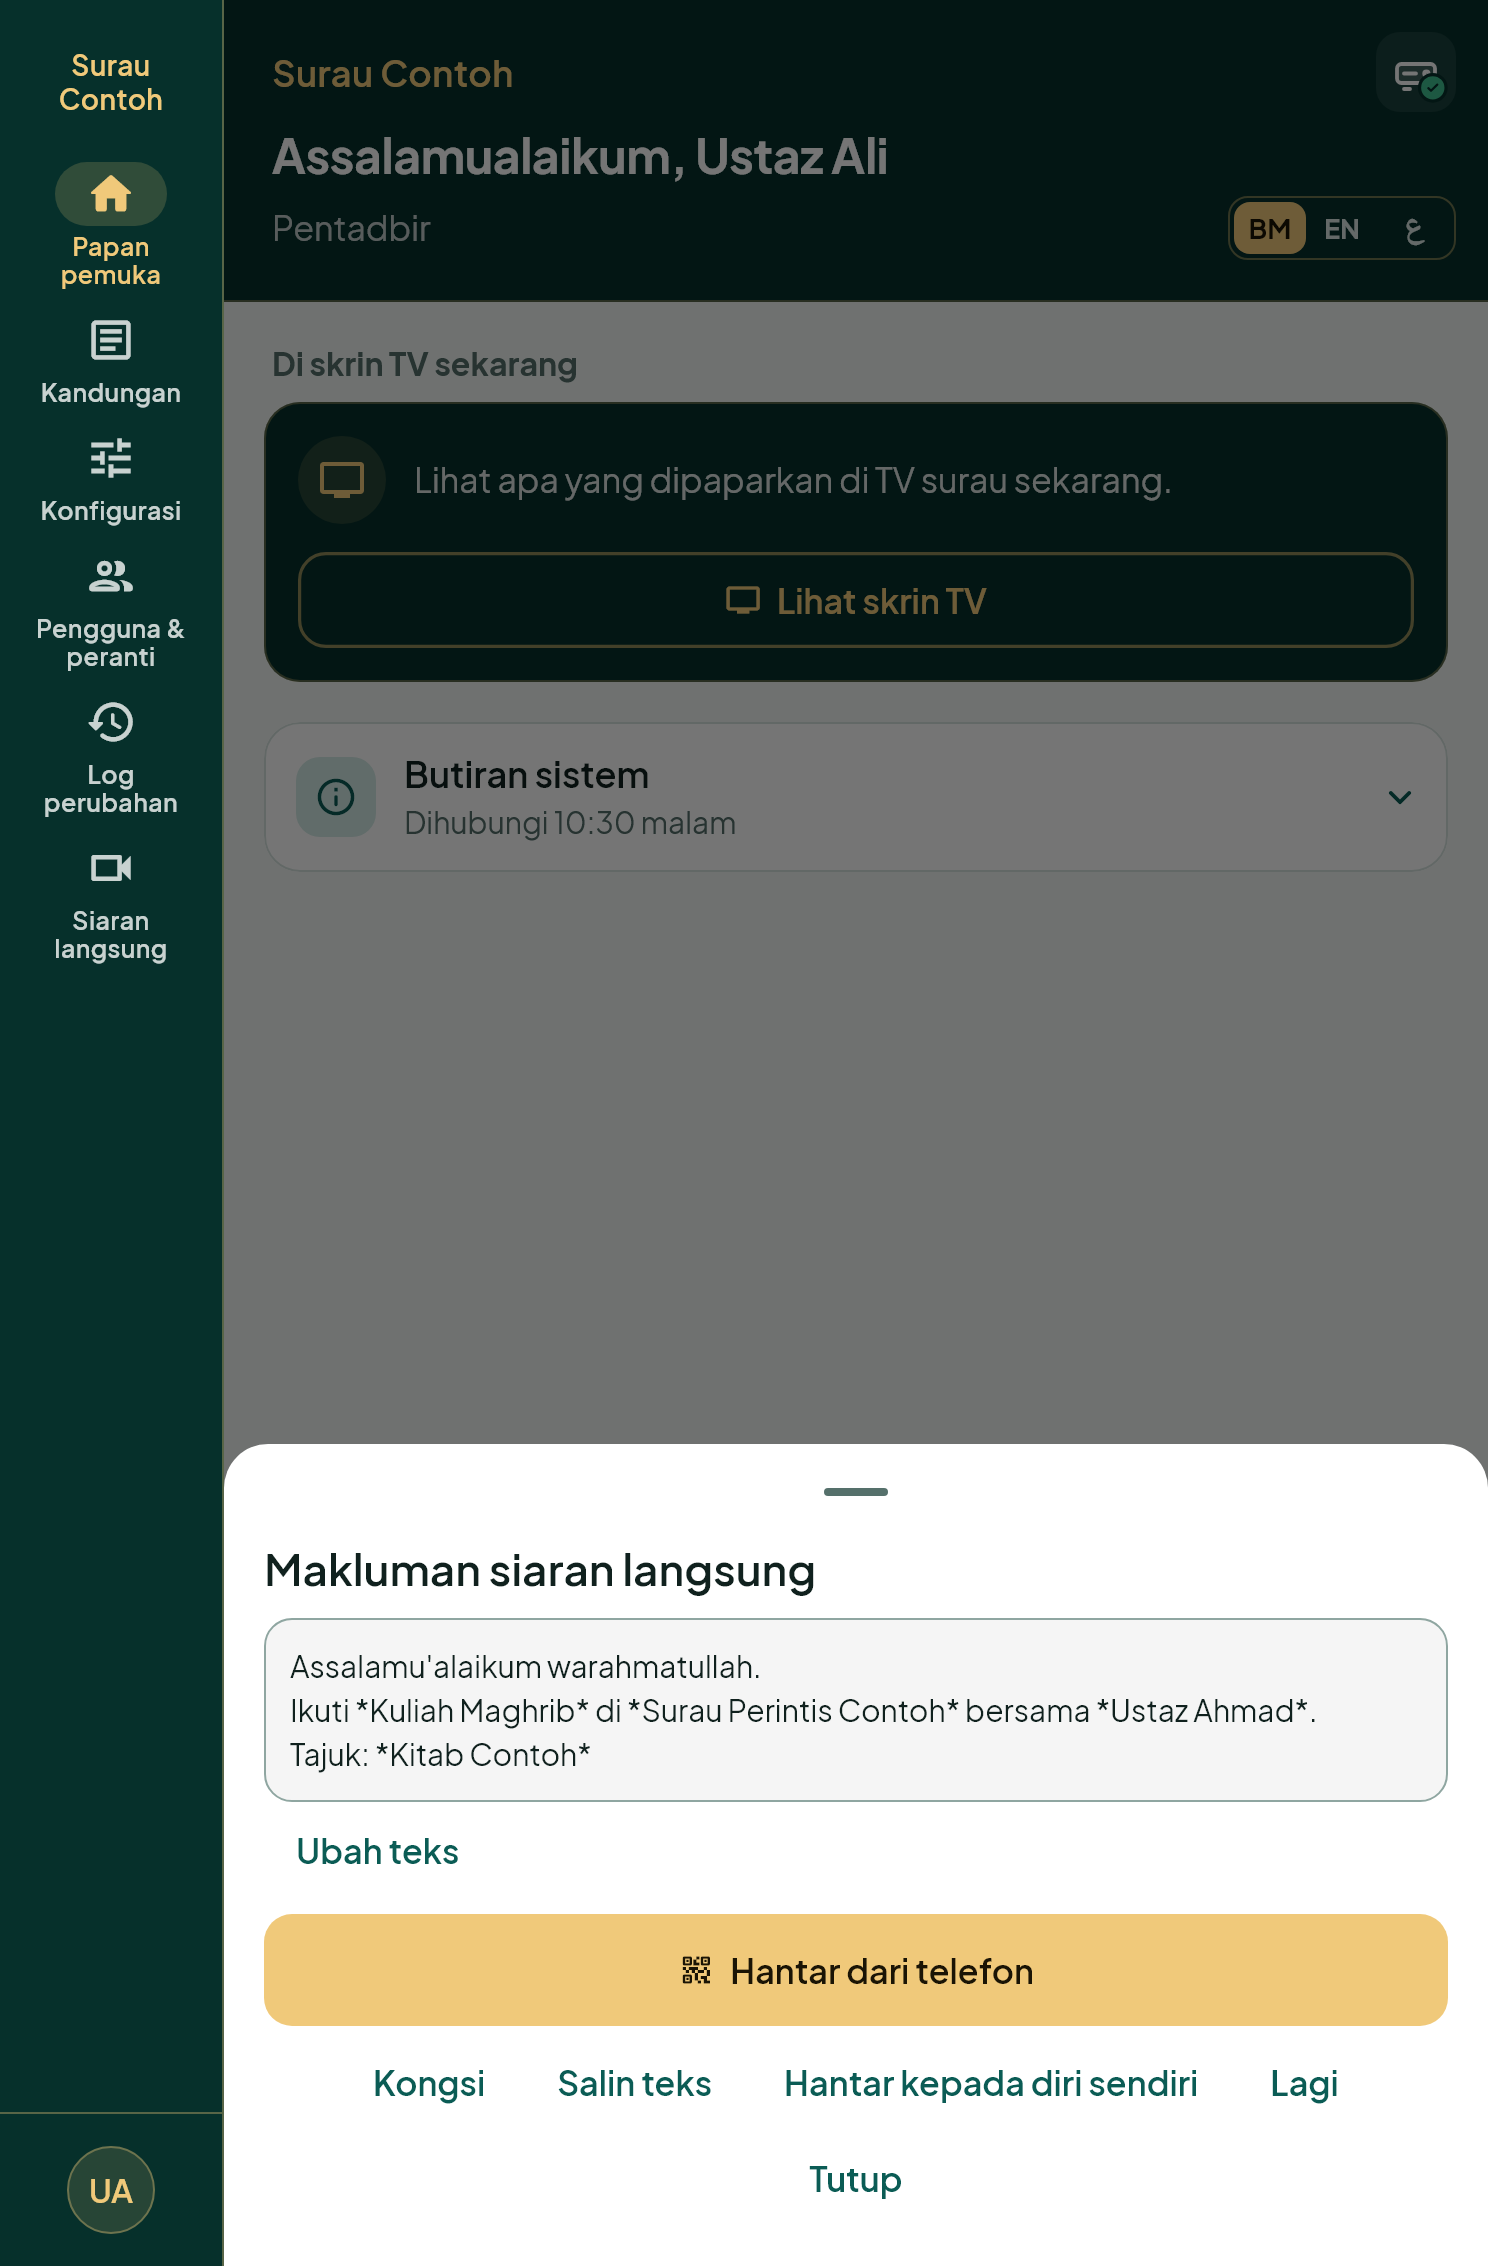 Surau
Contoh
Papan
pemuka
Kandungan
Konfigurasi
Pengguna &
peranti
Log
perubahan
Siaran
langsung
UA
Surau Contoh
Assalamualaikum, Ustaz Ali
Pentadbir
BM EN ع
Di skrin TV sekarang
Lihat apa yang dipaparkan di TV surau sekarang.
Lihat skrin TV
Butiran sistem
Dihubungi 10:30 malam
Makluman siaran langsung
Assalamu'alaikum warahmatullah.
Ikuti *Kuliah Maghrib* di *Surau Perintis Contoh* bersama *Ustaz Ahmad*.
Tajuk: *Kitab Contoh*
Ubah teks
Hantar dari telefon
Kongsi Salin teks Hantar kepada diri sendiri Lagi
Tutup